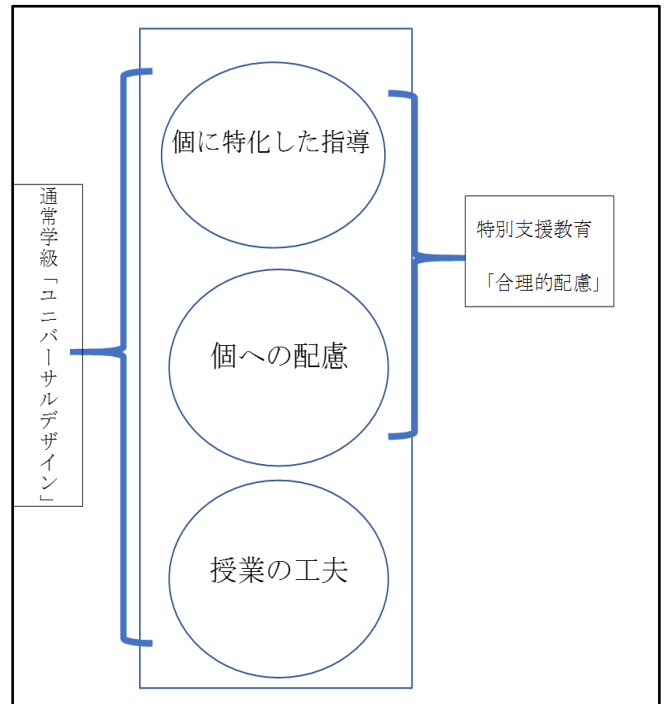 個に特化した指導
個への配慮
授業の工夫
通常学級「ユニバーサルデザイン」
特別支援教育
「合理的配慮」